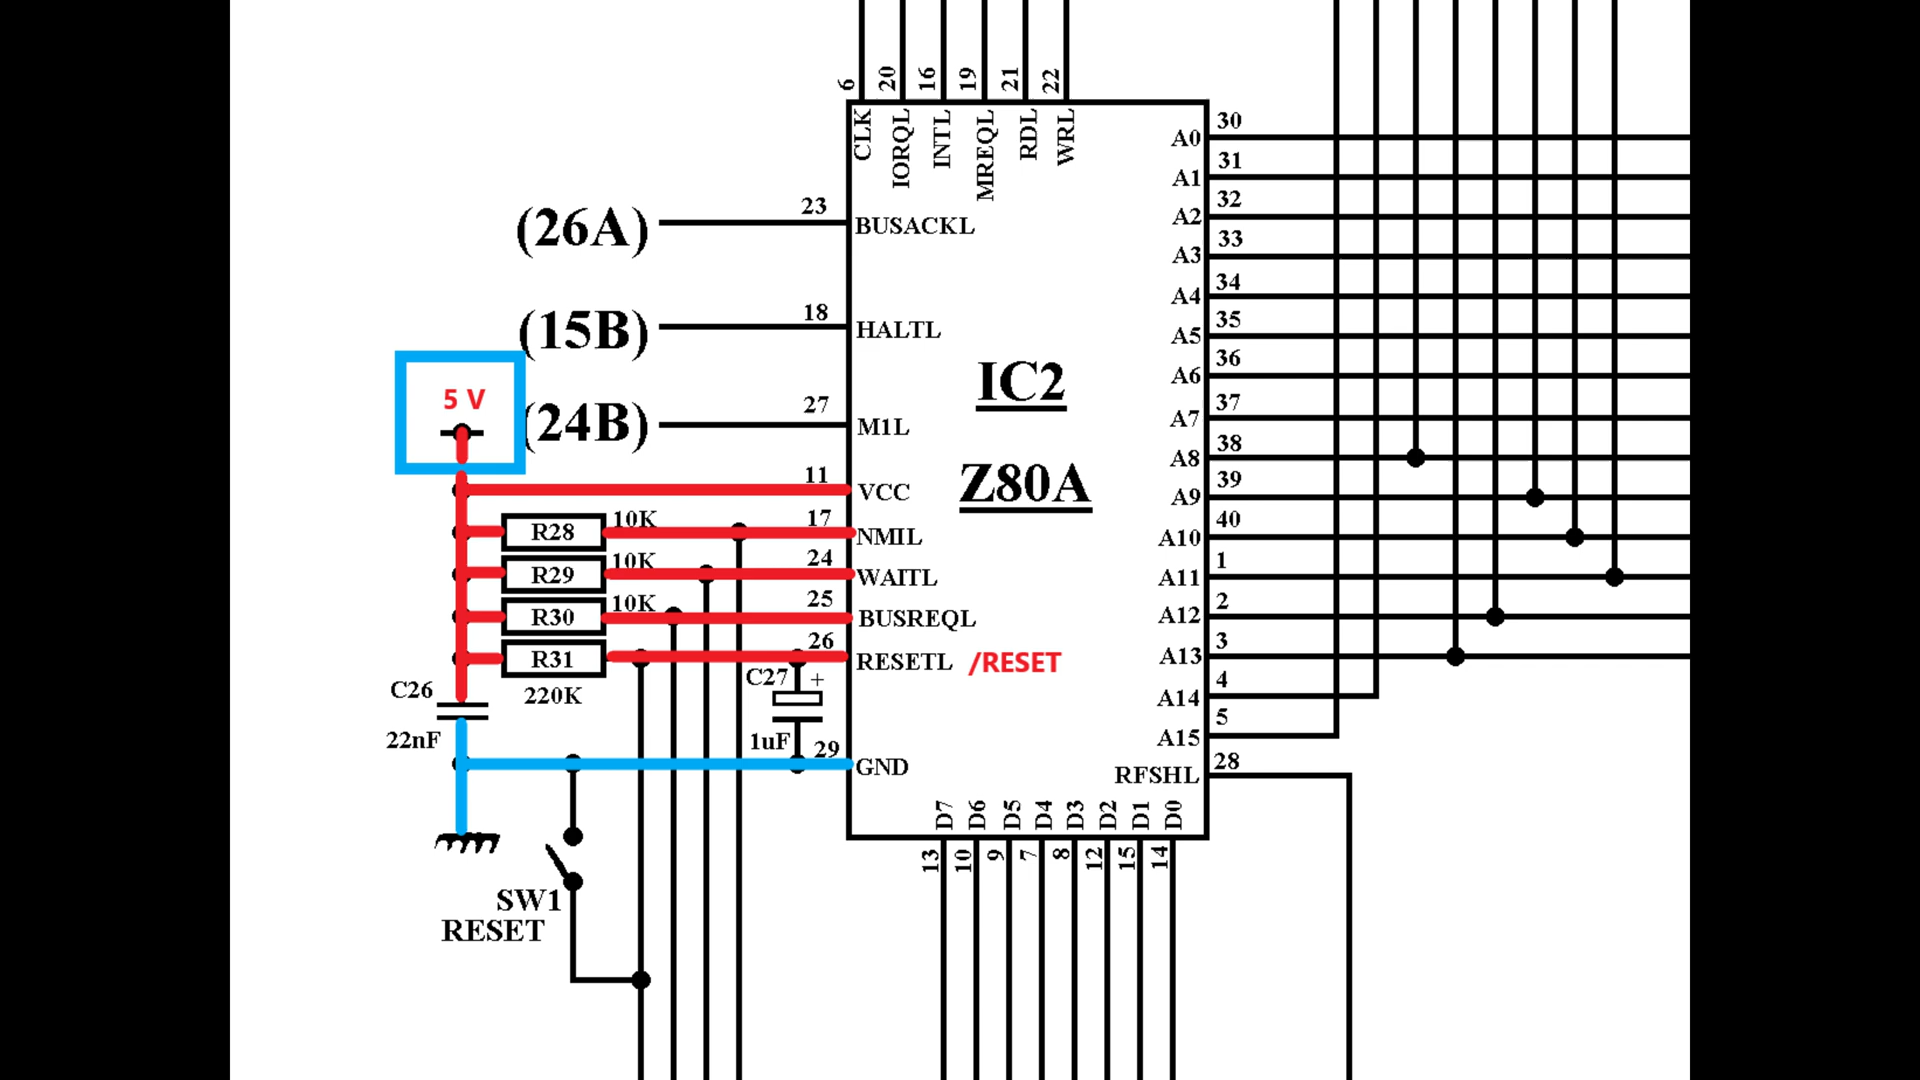 6 20 16 19 21 22
CLK IORQL INTL MREQL RDL WRL
(26A) 23 BUSACKL
(15B) 18 HALTL
5 V
(24B) 27 M1L
11 VCC
R28 10K 17 NMIL
R29 10K 24 WAITL
R30 10K 25 BUSREQL
R31 220K 26 RESETL /RESET
C26
22nF
C27 +
1uF
29 GND
SW1
RESET
IC2
Z80A
A0 30
A1 31
A2 32
A3 33
A4 34
A5 35
A6 36
A7 37
A8 38
A9 39
A10 40
A11 1
A12 2
A13 3
A14 4
A15 5
RFSHL 28
D7 D6 D5 D4 D3 D2 D1 D0
13 10 9 7 8 12 15 14